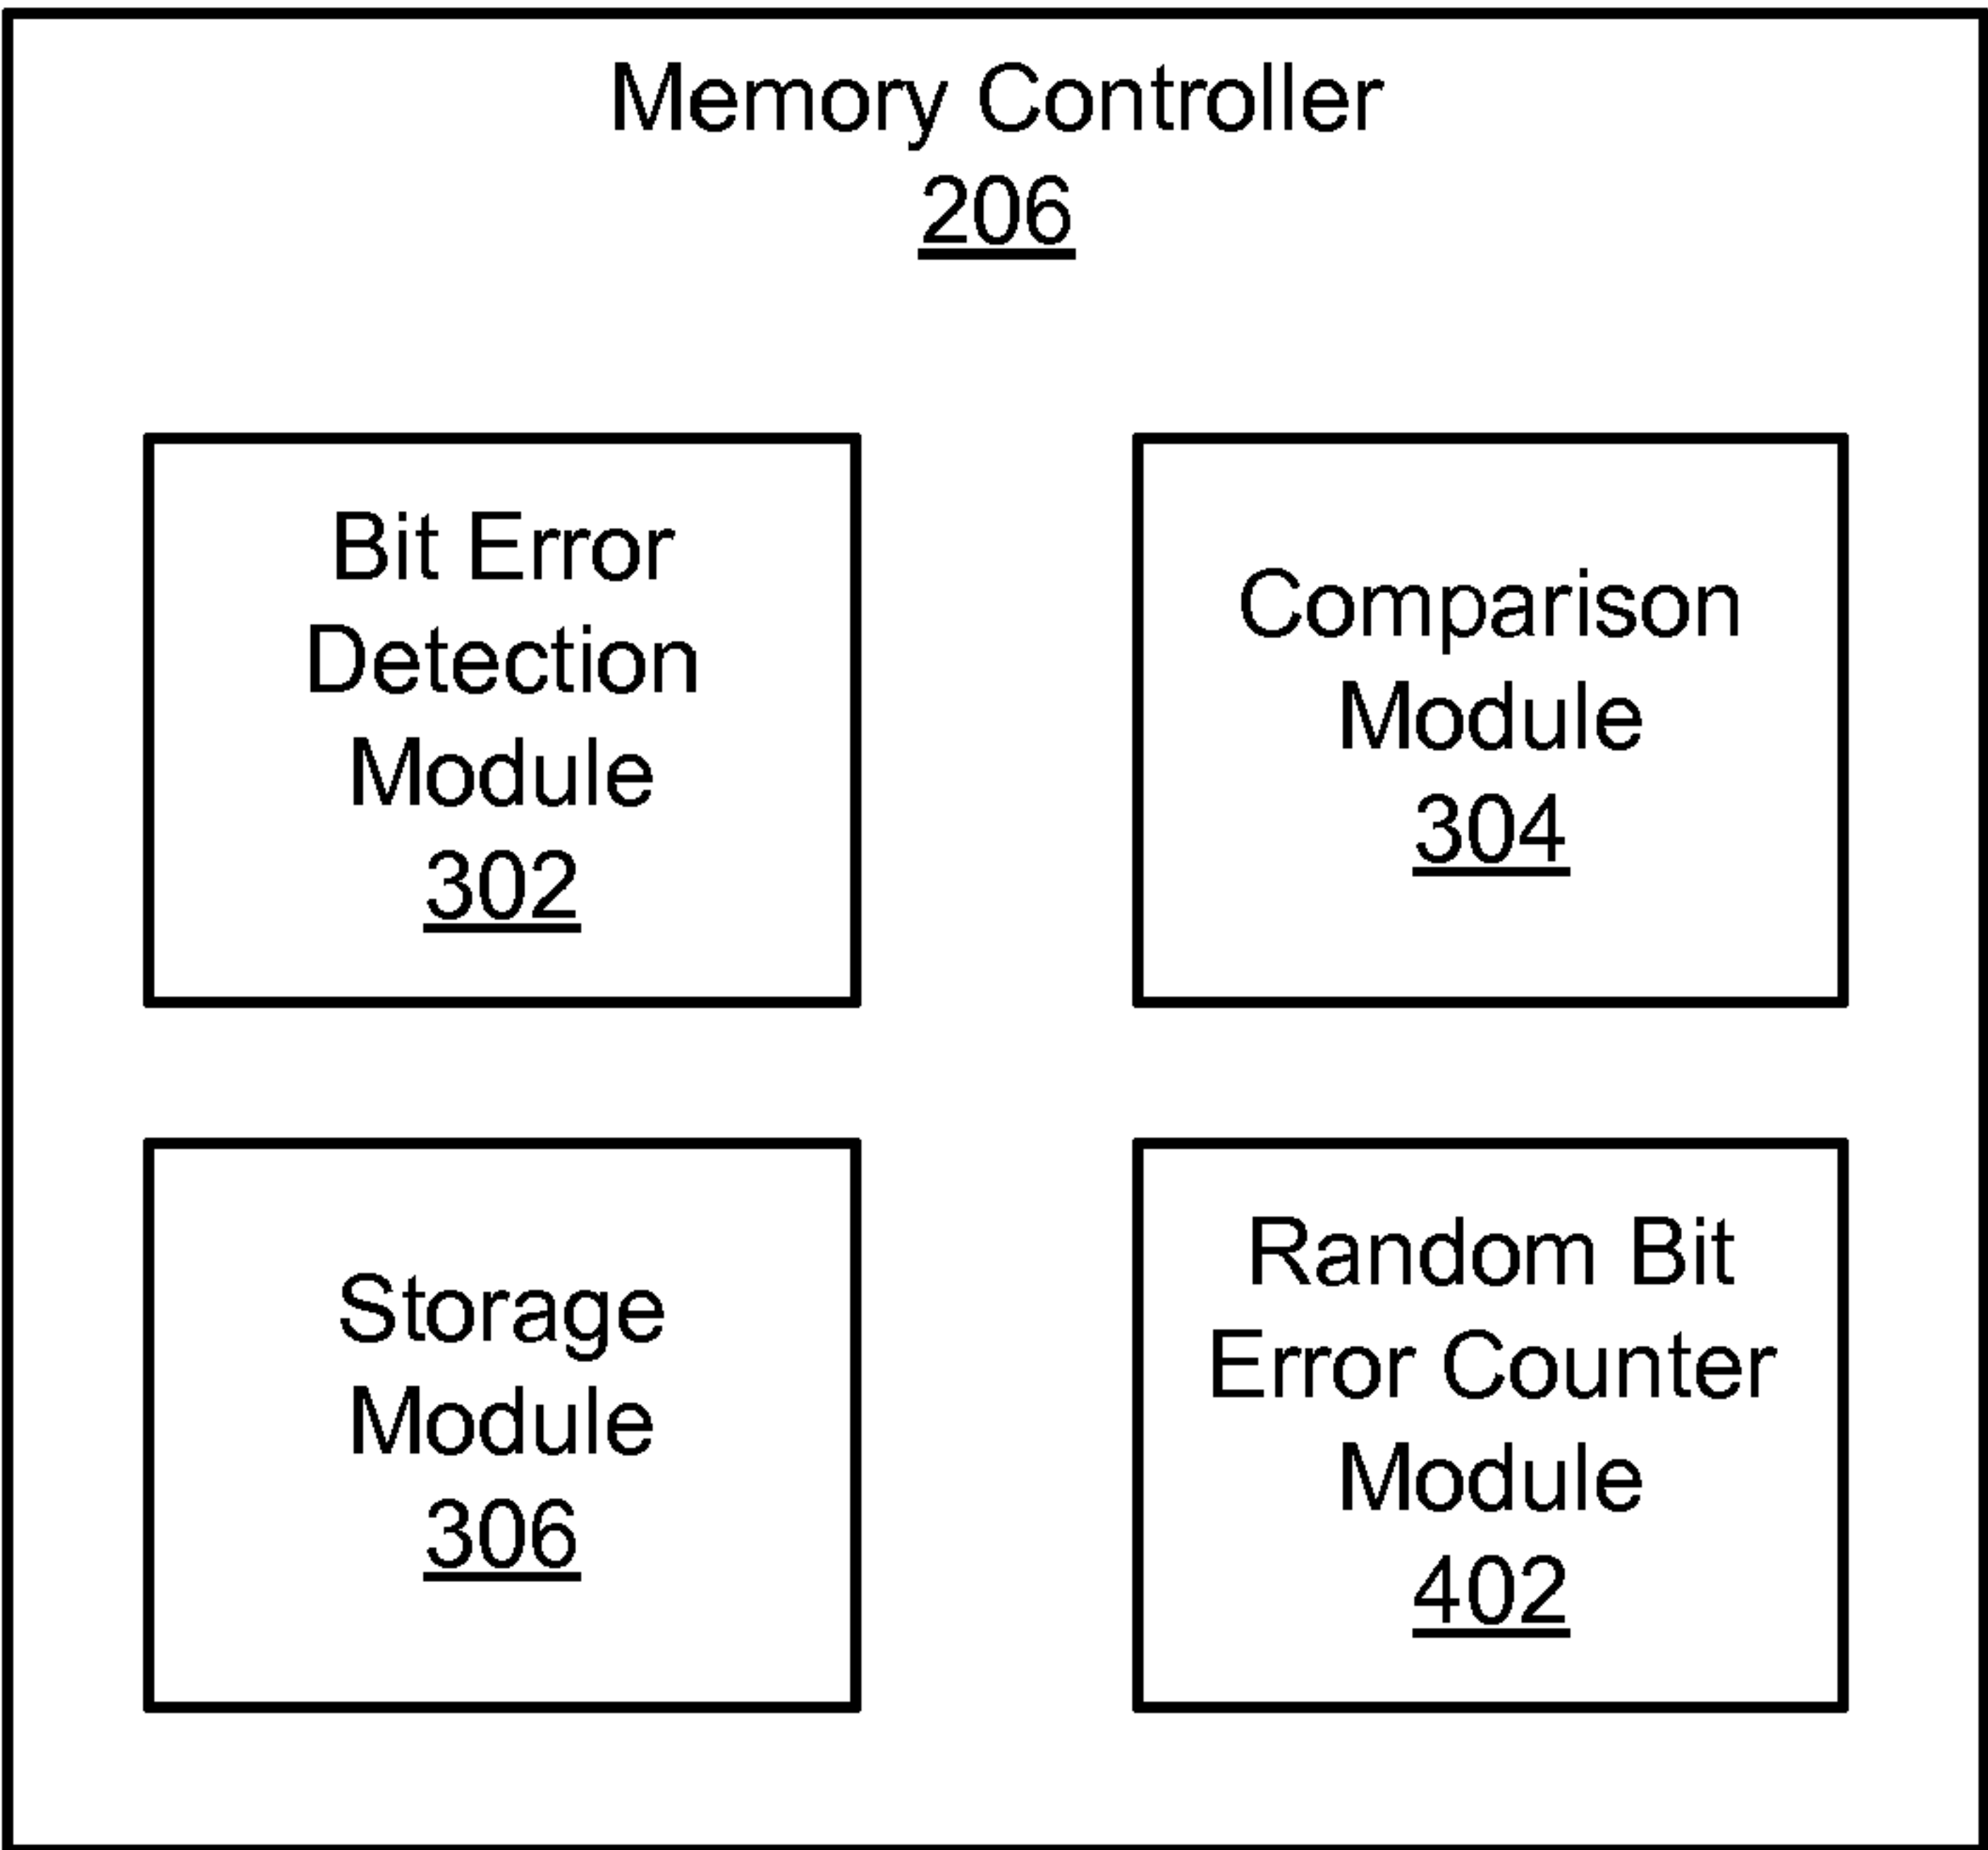 Memory Controller
206
Bit Error
Detection
Module
302
Comparison
Module
304
Storage
Module
306
Random Bit
Error Counter
Module
402